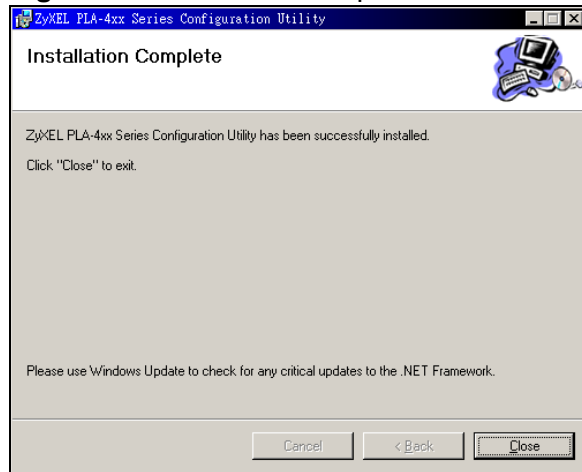 ZyXEL PLA-4xx Series Configuration Utility
Installation Complete
ZyXEL PLA-4xx Series Configuration Utility has been successfully installed.
Click "Close" to exit.
Please use Windows Update to check for any critical updates to the .NET Framework.
Cancel < Back Close